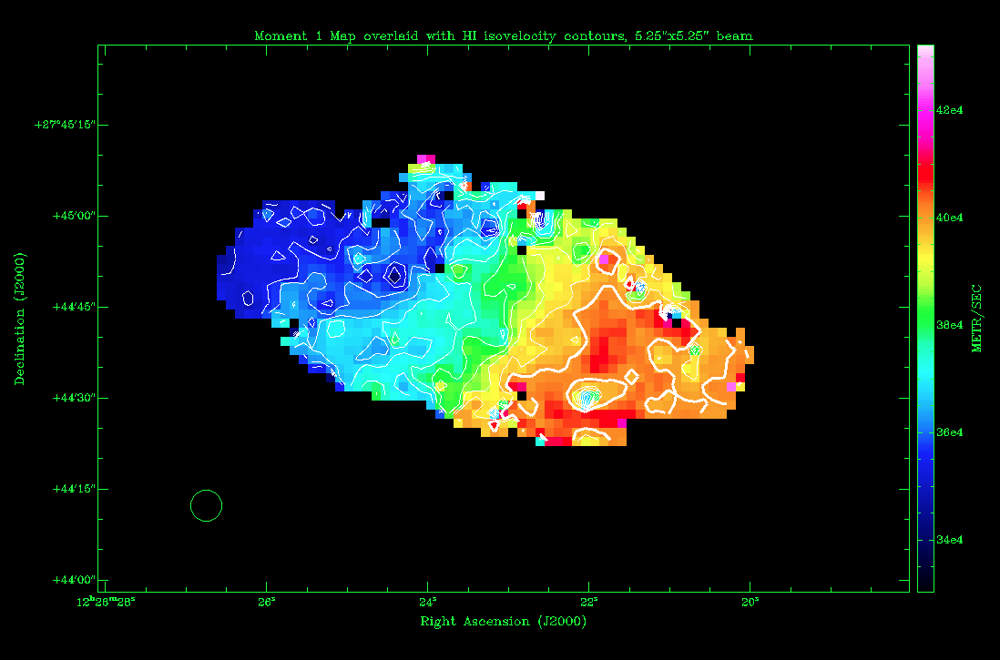 Moment 1 Map overlaid with HI isovelocity contours, 5.25"x5.25" beam
+27°45'15"
+45'00"
+44'45"
+44'30"
+44'15"
+44'00"
Declination (J2000)
12ʰ26ᵐ28ˢ
26ˢ
24ˢ
22ˢ
20ˢ
Right Ascension (J2000)
42e4
40e4
38e4
36e4
34e4
METR/SEC